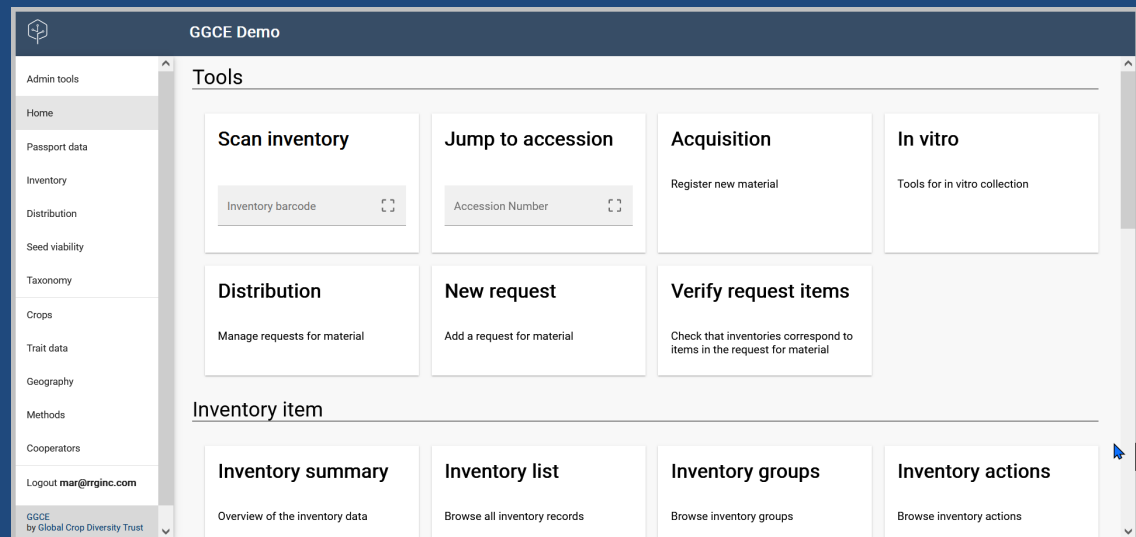 GGCE Demo
Admin tools
Home
Passport data
Inventory
Distribution
Seed viability
Taxonomy
Crops
Trait data
Geography
Methods
Cooperators
Logout mar@rrginc.com
GGCE
by Global Crop Diversity Trust
Tools
Scan inventory
Inventory barcode
Jump to accession
Accession Number
Acquisition
Register new material
In vitro
Tools for in vitro collection
Distribution
Manage requests for material
New request
Add a request for material
Verify request items
Check that inventories correspond to
items in the request for material
Inventory item
Inventory summary
Overview of the inventory data
Inventory list
Browse all inventory records
Inventory groups
Browse inventory groups
Inventory actions
Browse inventory actions